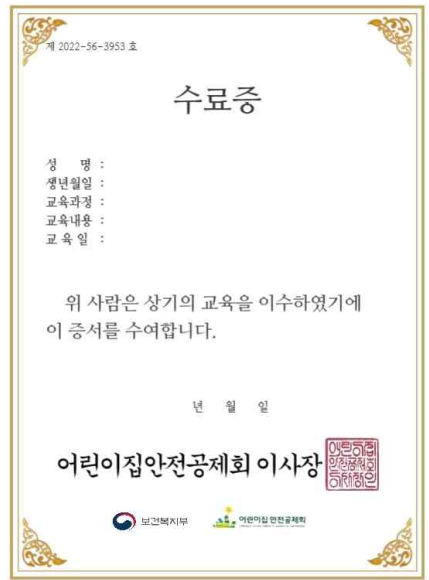 제 2022-56-3953 호
수료증
성 명 :
생년월일 :
교육과정 :
교육내용 :
교 육 일 :
위 사람은 상기의 교육을 이수하였기에
이 증서를 수여합니다.
년 월 일
어린이집안전공제회 이사장
보건복지부
어린이집 안전공제회